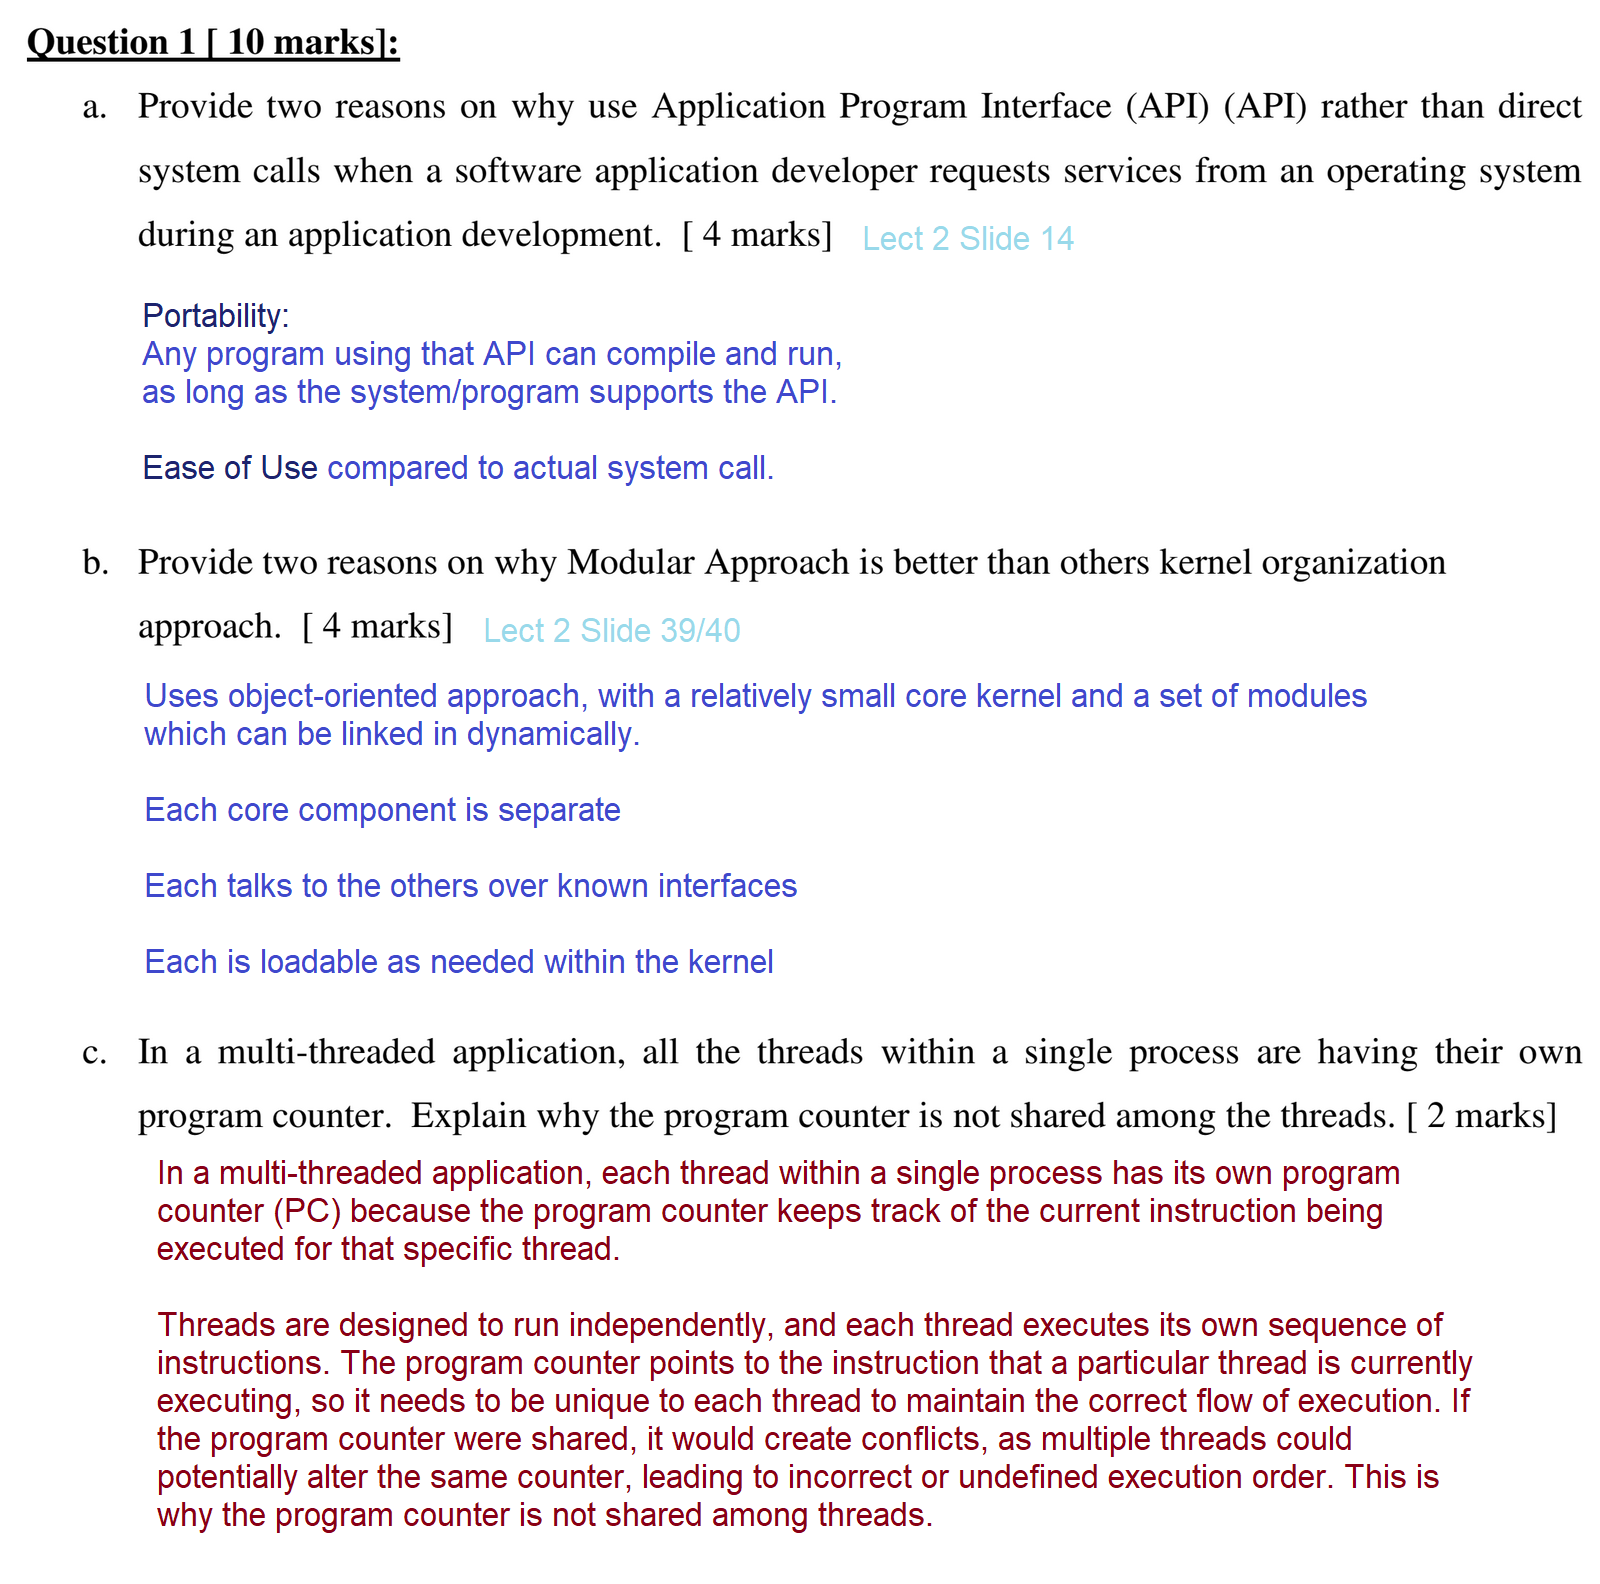 Question 1 [ 10 marks]:
a. Provide two reasons on why use Application Program Interface (API) (API) rather than direct
system calls when a software application developer requests services from an operating system
during an application development. [ 4 marks] Lect 2 Slide 14
Portability:
Any program using that API can compile and run,
as long as the system/program supports the API.
Ease of Use compared to actual system call.
b. Provide two reasons on why Modular Approach is better than others kernel organization
approach. [ 4 marks] Lect 2 Slide 39/40
Uses object-oriented approach, with a relatively small core kernel and a set of modules
which can be linked in dynamically.
Each core component is separate
Each talks to the others over known interfaces
Each is loadable as needed within the kernel
c. In a multi-threaded application, all the threads within a single process are having their own
program counter. Explain why the program counter is not shared among the threads. [ 2 marks]
In a multi-threaded application, each thread within a single process has its own program
counter (PC) because the program counter keeps track of the current instruction being
executed for that specific thread.
Threads are designed to run independently, and each thread executes its own sequence of
instructions. The program counter points to the instruction that a particular thread is currently
executing, so it needs to be unique to each thread to maintain the correct flow of execution. If
the program counter were shared, it would create conflicts, as multiple threads could
potentially alter the same counter, leading to incorrect or undefined execution order. This is
why the program counter is not shared among threads.